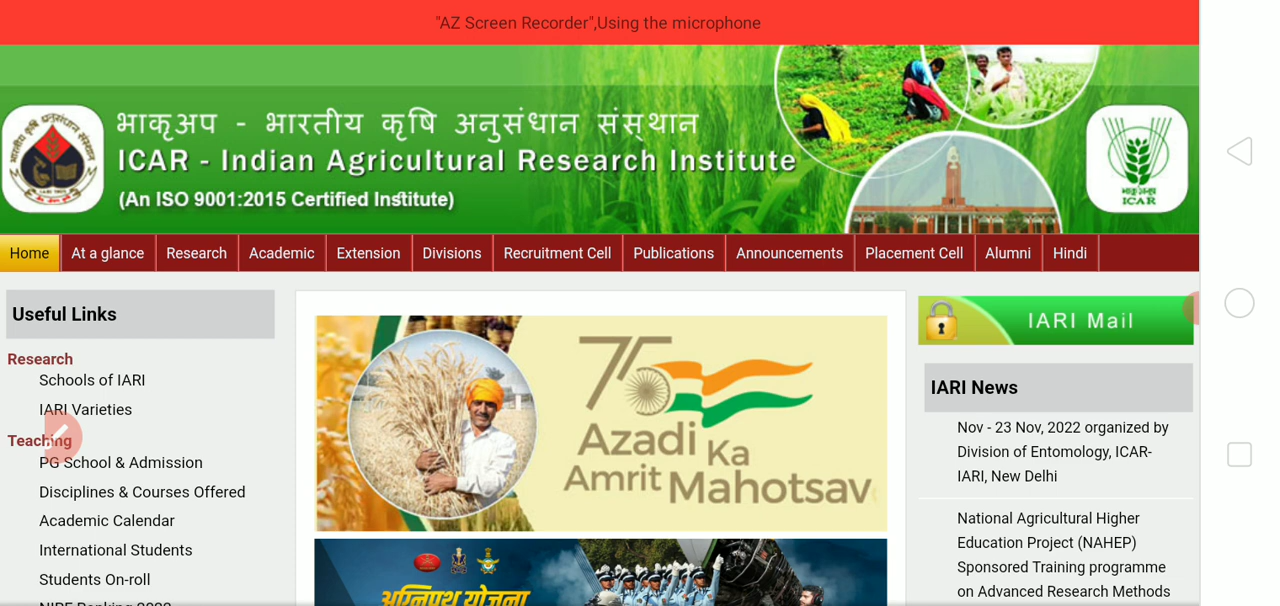 "AZ Screen Recorder",Using the microphone
भाकृअप - भारतीय कृषि अनुसंधान संस्थान
ICAR - Indian Agricultural Research Institute
(An ISO 9001:2015 Certified Institute)
भाकृअनुप
ICAR
Home At a glance Research Academic Extension Divisions Recruitment Cell Publications Announcements Placement Cell Alumni Hindi
Useful Links
Research
Schools of IARI
IARI Varieties
Teaching
PG School & Admission
Disciplines & Courses Offered
Academic Calendar
International Students
Students On-roll
75
Azadi Ka
Amrit Mahotsav
अग्निपथ योजना
IARI Mail
IARI News
Nov - 23 Nov, 2022 organized by
Division of Entomology, ICAR-
IARI, New Delhi
National Agricultural Higher
Education Project (NAHEP)
Sponsored Training programme
on Advanced Research Methods